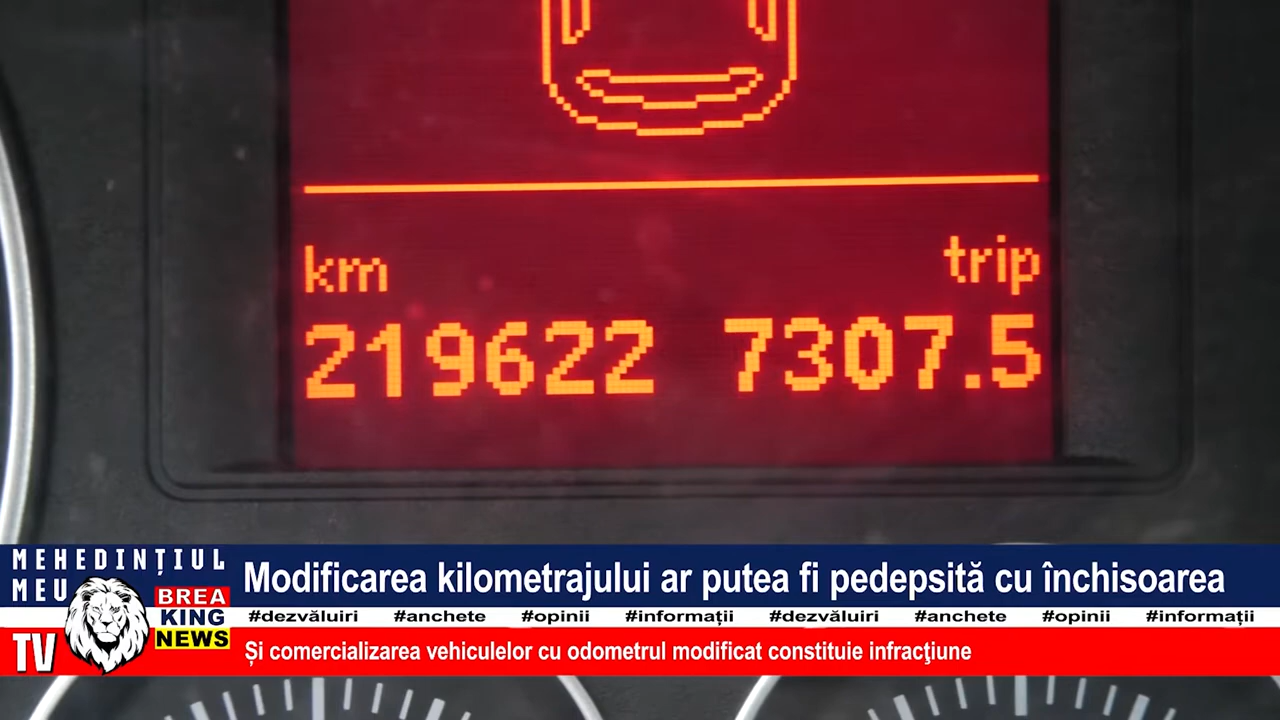 km
trip
219622 7307.5
MEHEDINȚIUL
MEU
TV
BREA
KING
NEWS
Modificarea kilometrajului ar putea fi pedepsită cu închisoarea
#dezvăluiri #anchete #opinii #informații #dezvăluiri #anchete #opinii #informații
Și comercializarea vehiculelor cu odometrul modificat constituie infracţiune